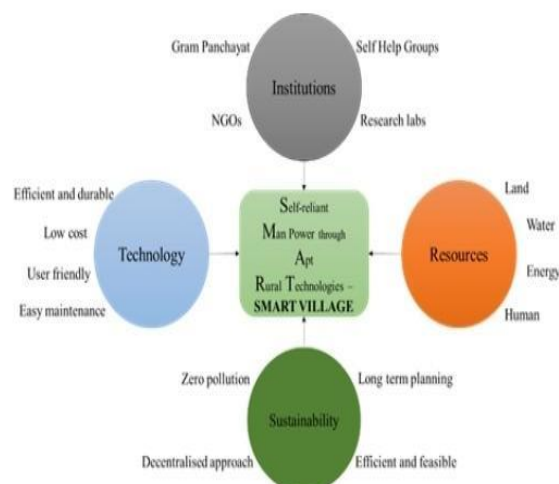 Gram Panchayat
Self Help Groups
Institutions
NGOs
Research labs
Efficient and durable
Low cost
Technology
User friendly
Easy maintenance
Self-reliant
Man Power through
Apt
Rural Technologies –
SMART VILLAGE
Land
Water
Resources
Energy
Human
Zero pollution
Long term planning
Sustainability
Decentralised approach
Efficient and feasible